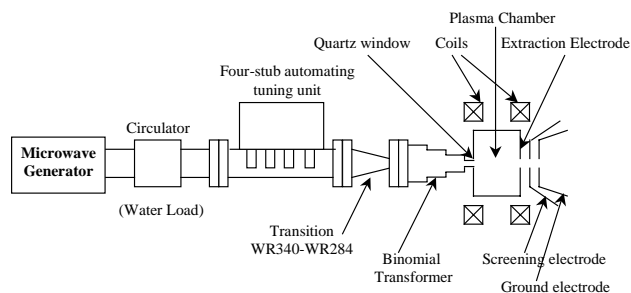 Plasma Chamber
Quartz window
Coils
Extraction Electrode
Four-stub automating
tuning unit
Circulator
Microwave
Generator
(Water Load)
Transition
WR340-WR284
Binomial
Transformer
Screening electrode
Ground electrode